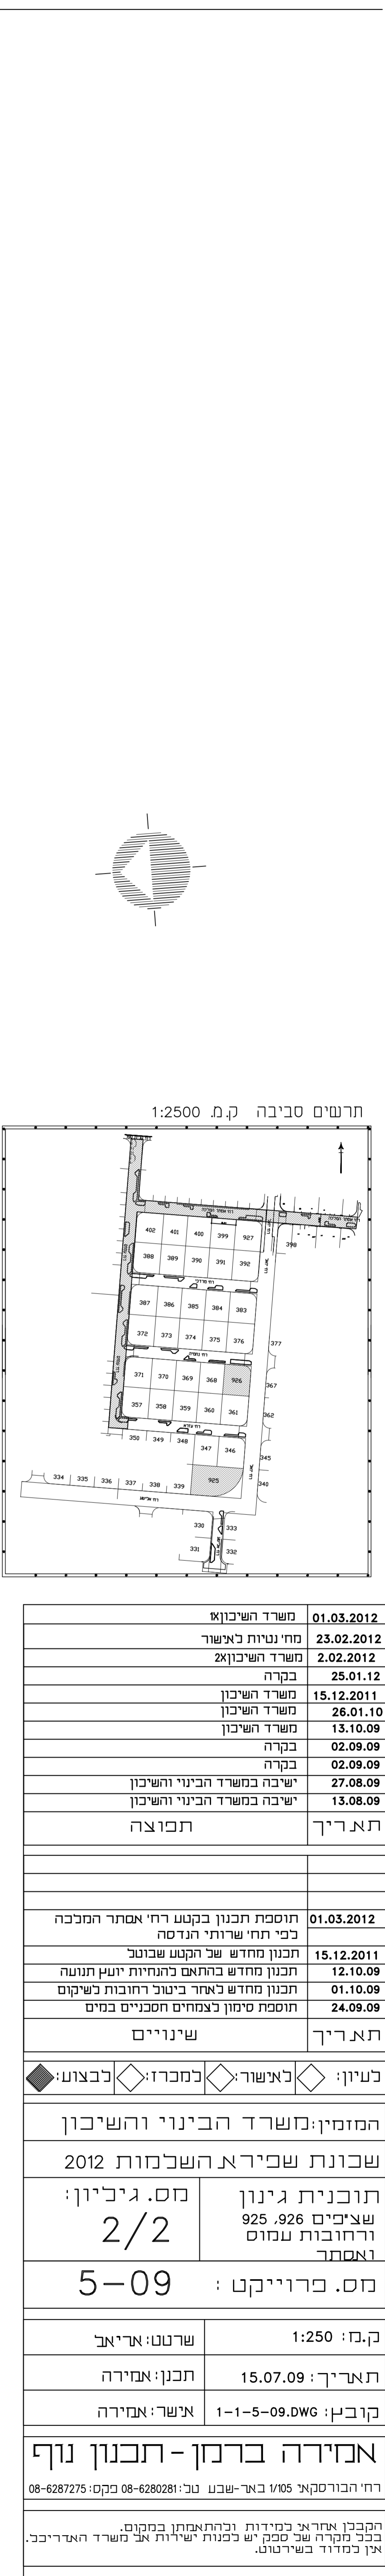 תרשים סביבה ק.מ. 1:2500
402 401 400 399 927
398
388 389 390 391 392
רח' מרדכי
387 386 385 384 383
372 373 374 375 376
377
371 370 369 368 926
367
357 358 359 360 361
362
רח' עזרא
350 349 348 347 346
345
334 335 336 337 338 339 925
340
330 333
331 332
משרד השיכוןx1 01.03.2012
מח' נטיות לאישור 23.02.2012
משרד השיכוןx2 2.02.2012
בקרה 25.01.12
משרד השיכון 15.12.2011
משרד השיכון 26.01.10
משרד השיכון 13.10.09
בקרה 02.09.09
בקרה 02.09.09
ישיבה במשרד הבינוי והשיכון 27.08.09
ישיבה במשרד הבינוי והשיכון 13.08.09
תפוצה תאריך
תוספת תכנון בקטע רח' אסתר המלכה 01.03.2012
לפי תח' שרותי הנדסה
תכנון מחדש של הקטע שבוטל 15.12.2011
תכנון מחדש בהתאם להנחיות יועץ תנועה 12.10.09
תכנון מחדש לאחר ביטול רחובות לשיקום 01.10.09
תוספת סימון לצמחים חסכניים במים 24.09.09
שינויים תאריך
לעיון: לאישור: למכרז: לבצוע:
המזמין: משרד הבינוי והשיכון
שכונת שפירא השלמות 2012
תוכנית גינון
שצ"פים 926, 925
ורחובות עמוס
ואסתר
מס. גיליון:
2/2
מס. פרוייקט : 5-09
ק.מ: 1:250 שרטט: אריאל
תאריך: 15.07.09 תכנן: אמירה
קובץ: 1-1-5-09.DWG אישר: אמירה
אמירה ברמן - תכנון נוף
רח' הבורסקאי 1/105 באר-שבע טל: 08-6280281 פקס: 08-6287275
הקבלן אחראי למידות ולהתאמתן במקום.
בכל מקרה של ספק יש לפנות ישירות אל משרד האדריכל.
אין למדוד בשירטוט.